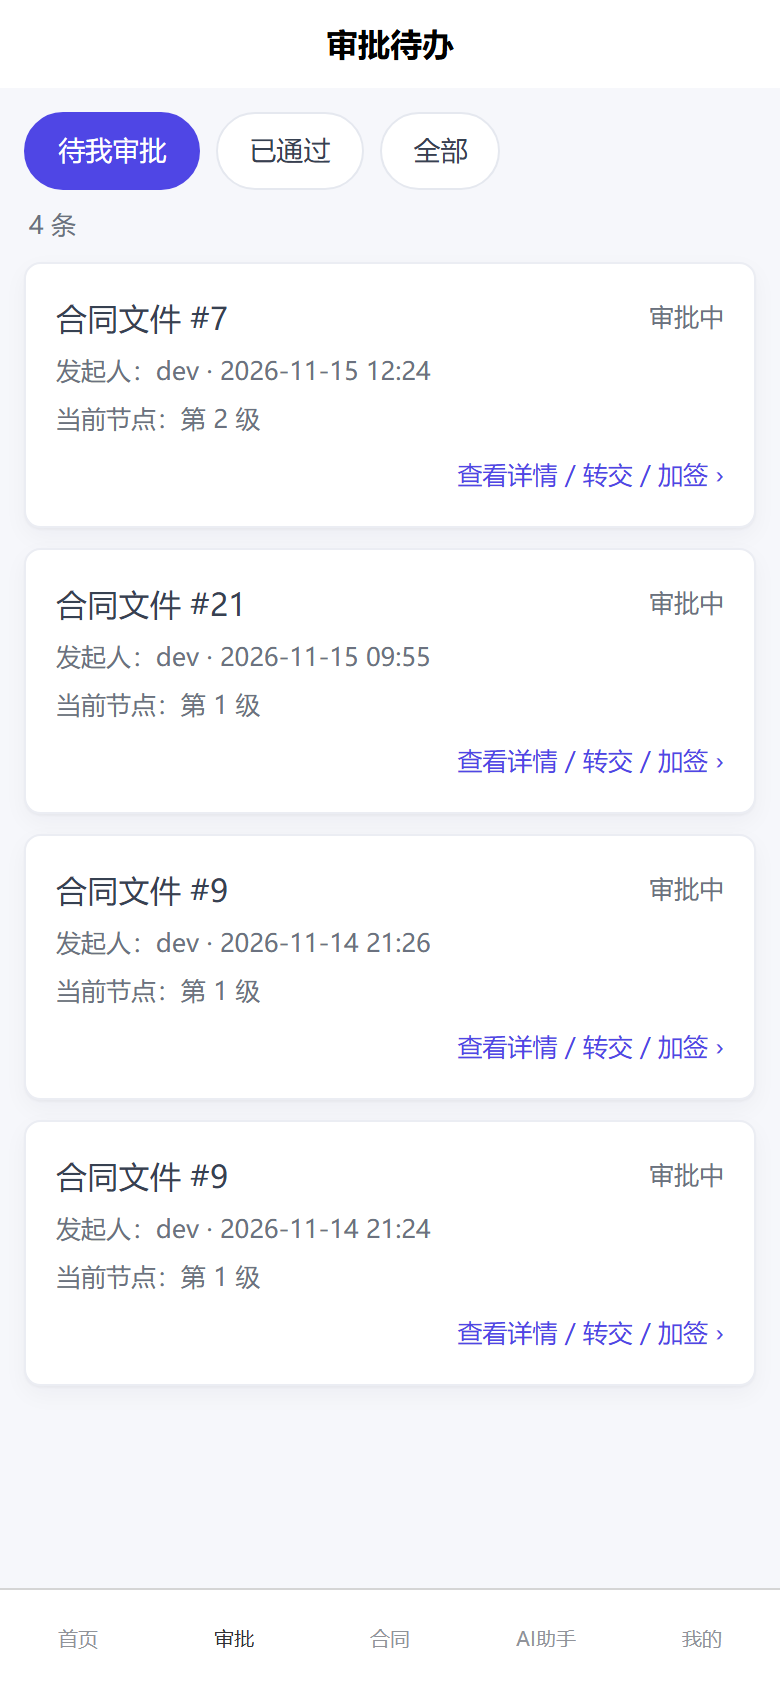 审批待办
待我审批 已通过 全部
4 条
合同文件 #7 审批中
发起人：dev · 2026-11-15 12:24
当前节点：第 2 级
查看详情 / 转交 / 加签 ›
合同文件 #21 审批中
发起人：dev · 2026-11-15 09:55
当前节点：第 1 级
查看详情 / 转交 / 加签 ›
合同文件 #9 审批中
发起人：dev · 2026-11-14 21:26
当前节点：第 1 级
查看详情 / 转交 / 加签 ›
合同文件 #9 审批中
发起人：dev · 2026-11-14 21:24
当前节点：第 1 级
查看详情 / 转交 / 加签 ›
首页 审批 合同 AI助手 我的